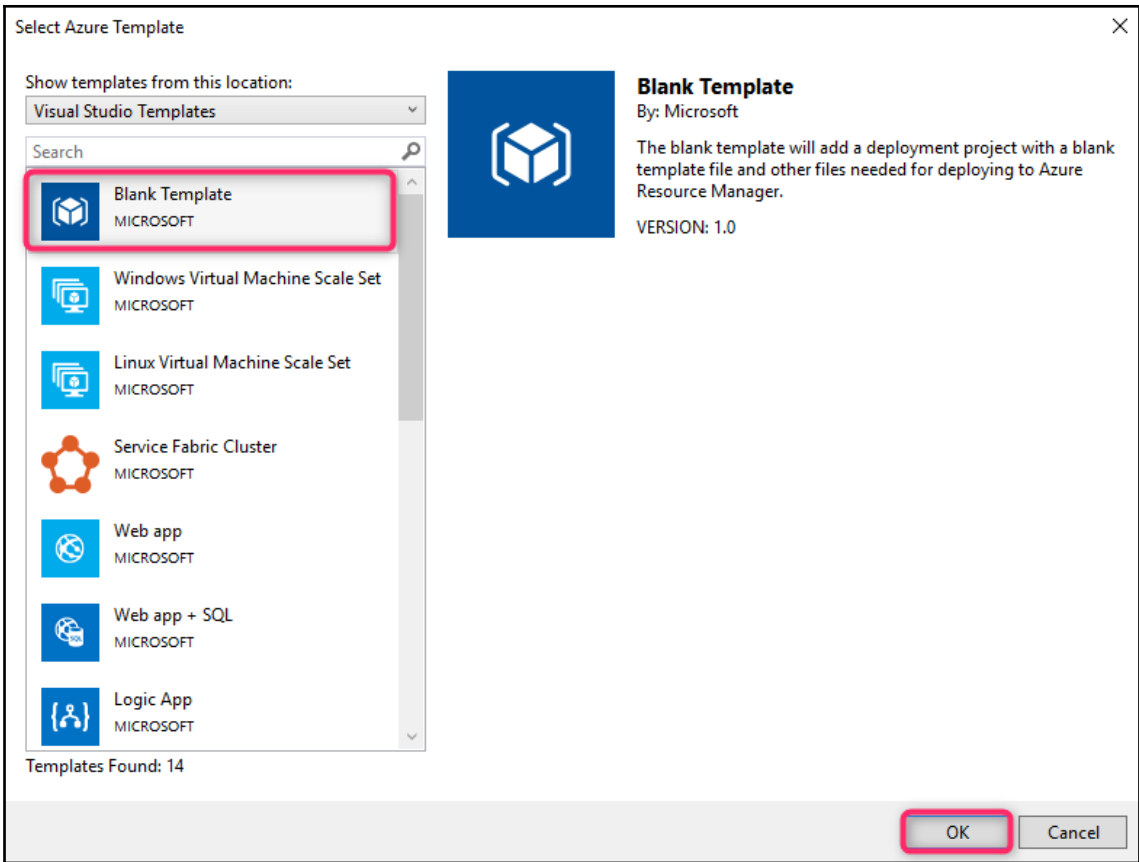 Select Azure Template
Show templates from this location:
Visual Studio Templates
Search
Blank Template
MICROSOFT
Windows Virtual Machine Scale Set
MICROSOFT
Linux Virtual Machine Scale Set
MICROSOFT
Service Fabric Cluster
MICROSOFT
Web app
MICROSOFT
Web app + SQL
MICROSOFT
Logic App
MICROSOFT
Templates Found: 14
Blank Template
By: Microsoft
The blank template will add a deployment project with a blank
template file and other files needed for deploying to Azure
Resource Manager.
VERSION: 1.0
OK
Cancel